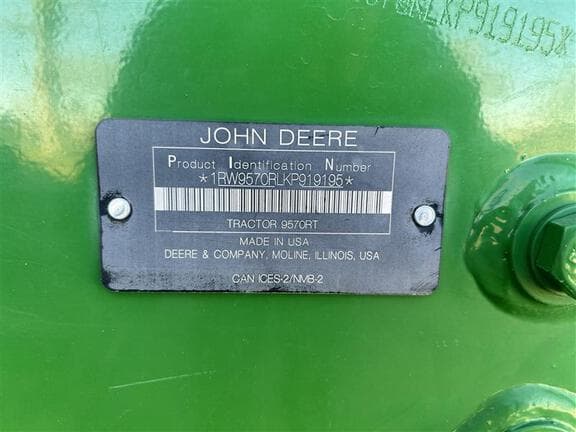 LKP919195*
JOHN DEERE
Product Identification Number
*1RW9570RLKP919195*
TRACTOR 9570RT
MADE IN USA
DEERE & COMPANY, MOLINE, ILLINOIS, USA
CAN ICES-2/NMB-2